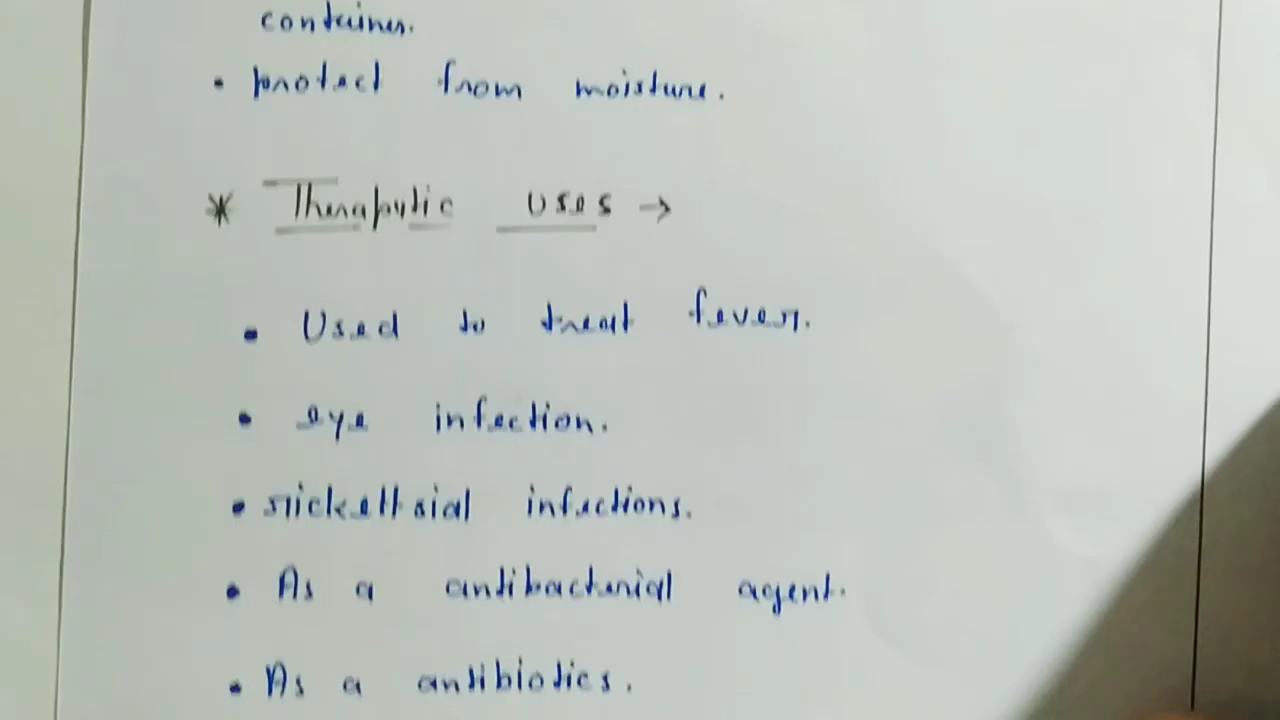 container.
• protect from moisture.
* Theraputic uses →
• Used to treat fever.
• eye infection.
• rickettsial infections.
• As a antibacterial agent.
• As a antibiotics.